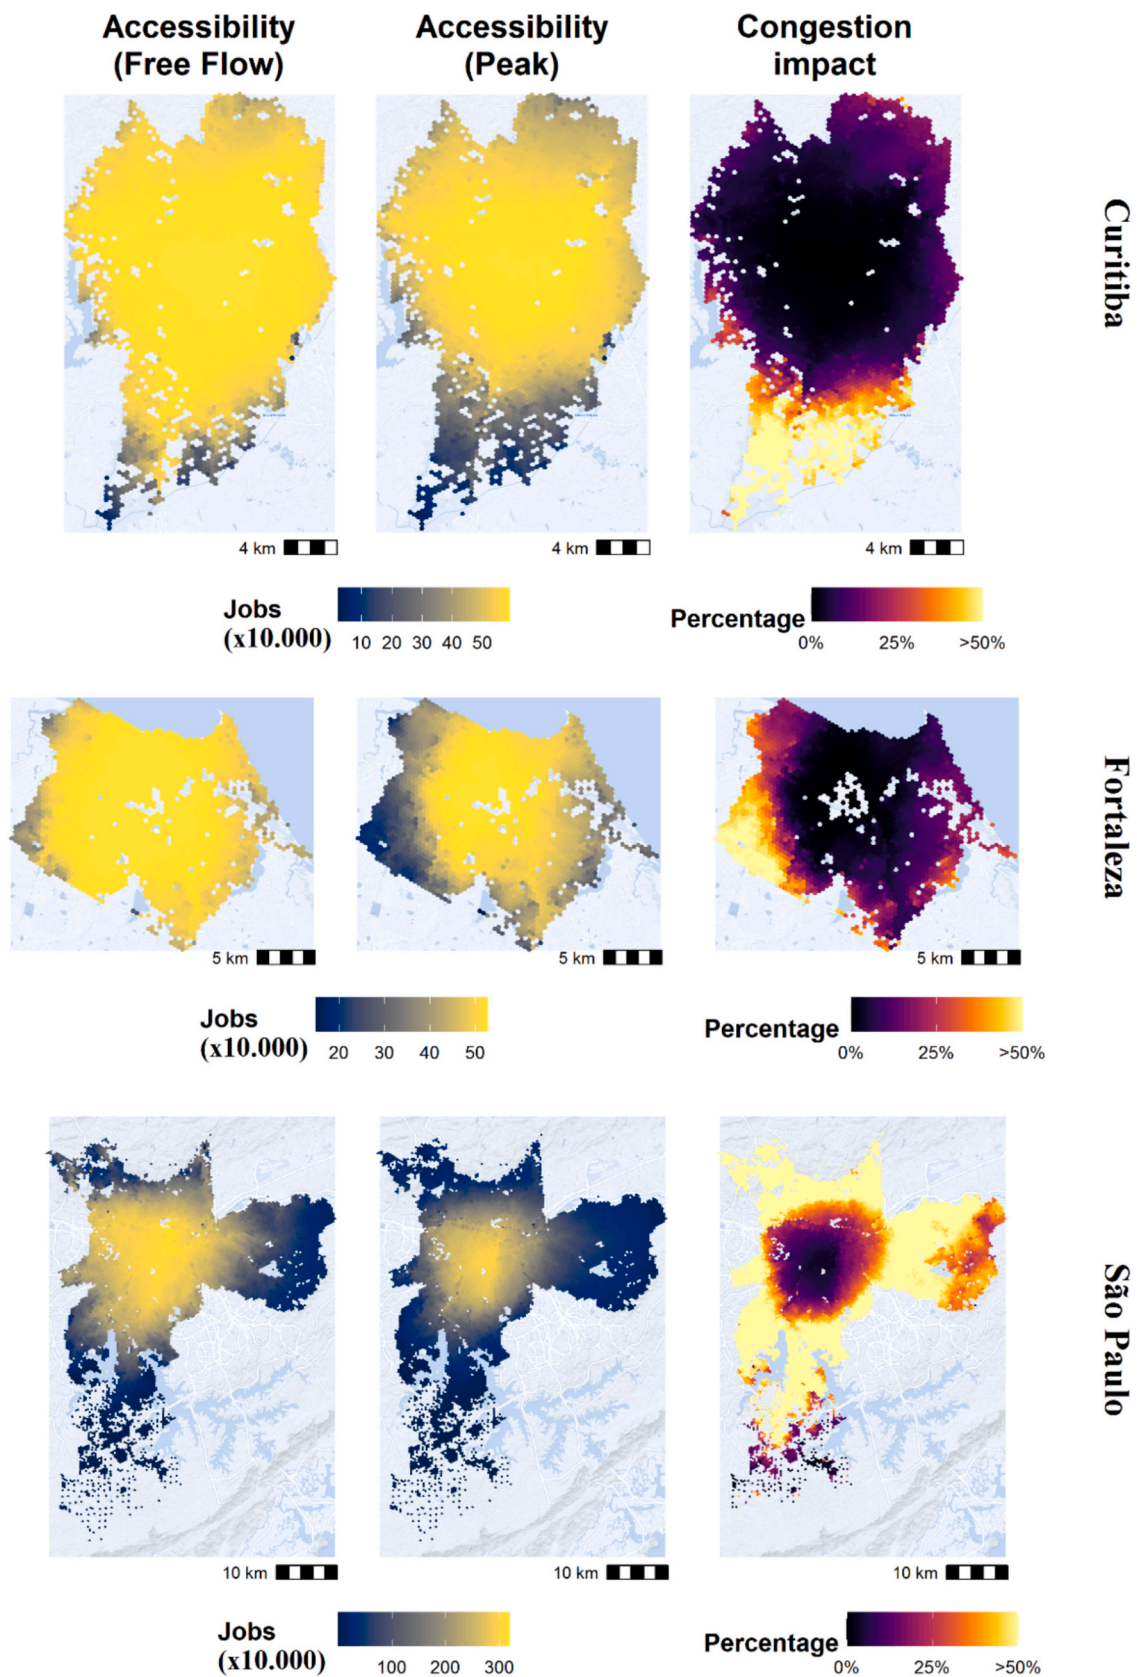 Accessibility
(Free Flow)
Accessibility
(Peak)
Congestion
impact
Curitiba
4 km
4 km
4 km
Jobs
(x10.000)
10 20 30 40 50
Percentage
0% 25% >50%
Fortaleza
5 km
5 km
5 km
Jobs
(x10.000)
20 30 40 50
Percentage
0% 25% >50%
São Paulo
10 km
10 km
10 km
Jobs
(x10.000)
100 200 300
Percentage
0% 25% >50%